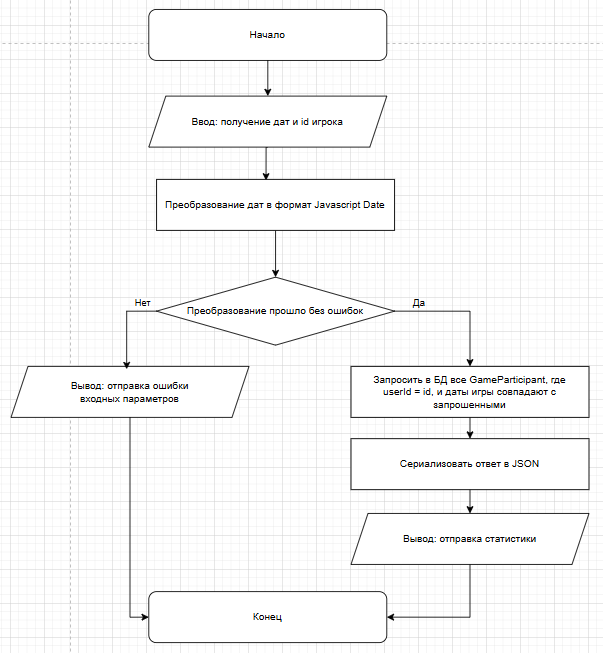 Начало
Ввод: получение дат и id игрока
Преобразование дат в формат Javascript Date
Преобразование прошло без ошибок
Нет
Да
Вывод: отправка ошибки
входных параметров
Запросить в БД все GameParticipant, где
userId = id, и даты игры совпадают с
запрошенными
Сериализовать ответ в JSON
Вывод: отправка статистики
Конец